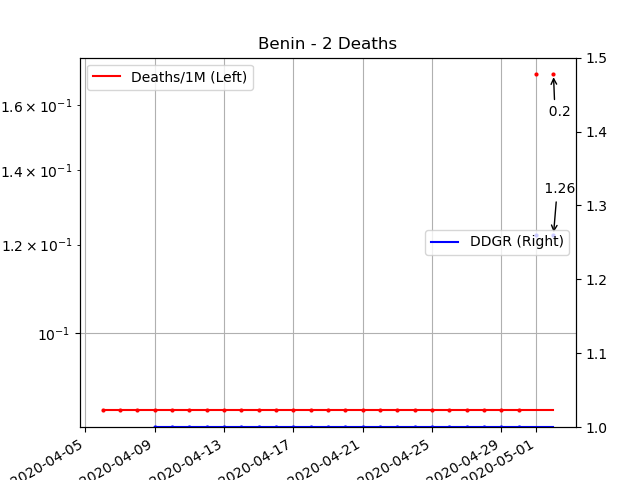 Benin - 2 Deaths
Deaths/1M (Left)
1.6 × 10⁻¹
1.4 × 10⁻¹
1.2 × 10⁻¹
10⁻¹
0.2
1.26
DDGR (Right)
1.5
1.4
1.3
1.2
1.1
1.0
2020-04-05
2020-04-09
2020-04-13
2020-04-17
2020-04-21
2020-04-25
2020-04-29
2020-05-01